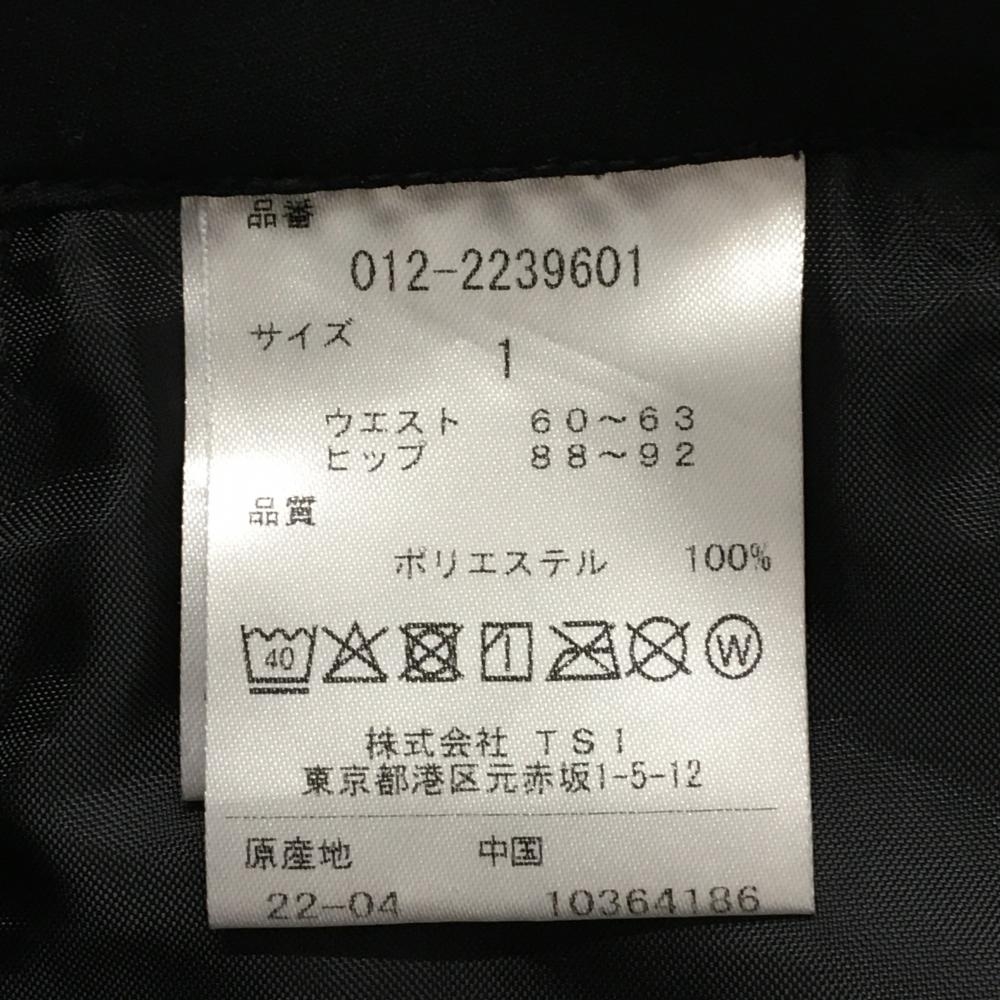 品番
012-2239601
サイズ
1
ウエスト 60~63
ヒップ 88~92
品質
ポリエステル 100%
40 W
株式会社 TSI
東京都港区元赤坂1-5-12
原産地 中国
22-04 10364186